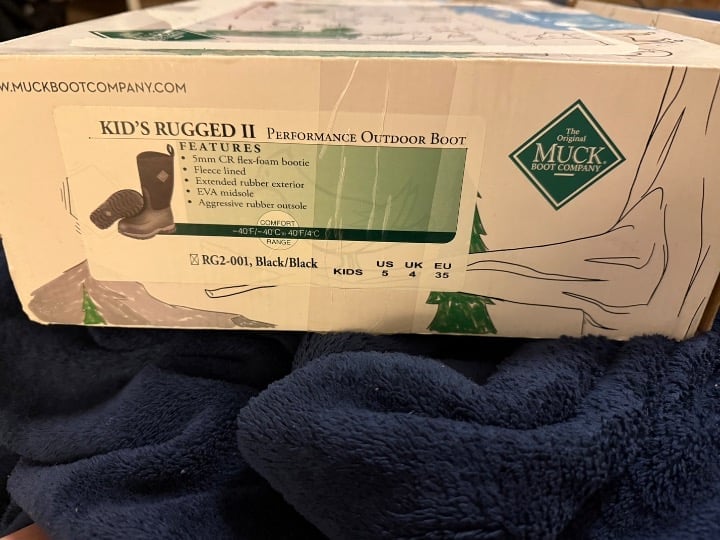 W.MUCKBOOTCOMPANY.COM
KID'S RUGGED II PERFORMANCE OUTDOOR BOOT
FEATURES
• 5mm CR flex-foam bootie
• Fleece lined
• Extended rubber exterior
• EVA midsole
• Aggressive rubber outsole
COMFORT
-40°F/-40°C to 40°F/4°C
RANGE
RG2-001, Black/Black
KIDS US 5 UK 4 EU 35
The
Original
MUCK®
BOOT COMPANY